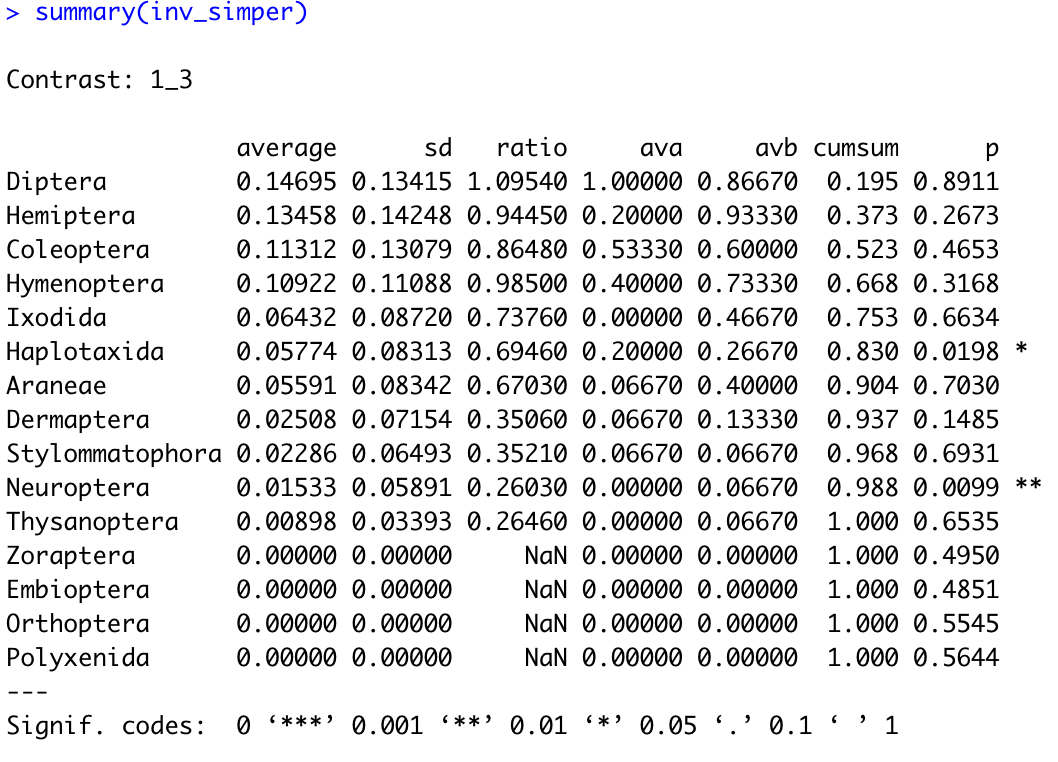 > summary(inv_simper)

Contrast: 1_3

                average      sd   ratio     ava     avb cumsum      p
Diptera         0.14695 0.13415 1.09540 1.00000 0.86670  0.195 0.8911
Hemiptera       0.13458 0.14248 0.94450 0.20000 0.93330  0.373 0.2673
Coleoptera      0.11312 0.13079 0.86480 0.53330 0.60000  0.523 0.4653
Hymenoptera     0.10922 0.11088 0.98500 0.40000 0.73330  0.668 0.3168
Ixodida         0.06432 0.08720 0.73760 0.00000 0.46670  0.753 0.6634
Haplotaxida     0.05774 0.08313 0.69460 0.20000 0.26670  0.830 0.0198 *
Araneae         0.05591 0.08342 0.67030 0.06670 0.40000  0.904 0.7030
Dermaptera      0.02508 0.07154 0.35060 0.06670 0.13330  0.937 0.1485
Stylommatophora 0.02286 0.06493 0.35210 0.06670 0.06670  0.968 0.6931
Neuroptera      0.01533 0.05891 0.26030 0.00000 0.06670  0.988 0.0099 **
Thysanoptera    0.00898 0.03393 0.26460 0.00000 0.06670  1.000 0.6535
Zoraptera       0.00000 0.00000     NaN 0.00000 0.00000  1.000 0.4950
Embioptera      0.00000 0.00000     NaN 0.00000 0.00000  1.000 0.4851
Orthoptera      0.00000 0.00000     NaN 0.00000 0.00000  1.000 0.5545
Polyxenida      0.00000 0.00000     NaN 0.00000 0.00000  1.000 0.5644
---
Signif. codes:  0 ‘***’ 0.001 ‘**’ 0.01 ‘*’ 0.05 ‘.’ 0.1 ‘ ’ 1